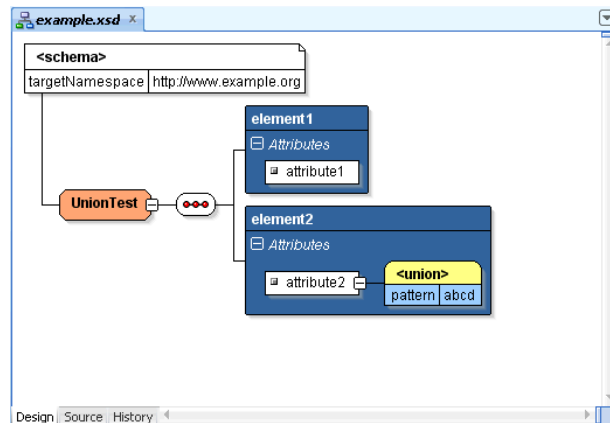 example.xsd x
<schema>
targetNamespace http://www.example.org
element1
Attributes
attribute1
UnionTest
element2
Attributes
attribute2
<union>
pattern abcd
Design Source History